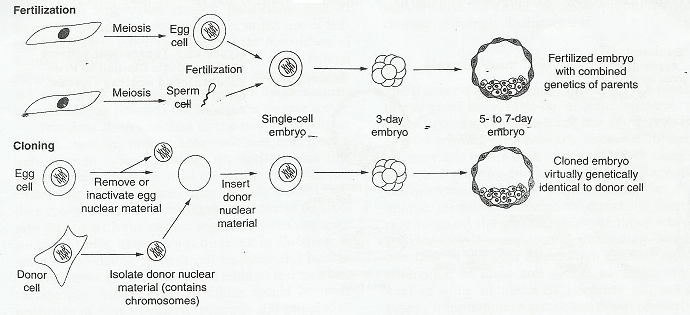 Fertilization
Meiosis
Egg
cell
Fertilization
Meiosis
Sperm
cell
Single-cell
embryo
3-day
embryo
5- to 7-day
embryo
Fertilized embryo
with combined
genetics of parents
Cloning
Egg
cell
Remove or
inactivate egg
nuclear material
Insert
donor
nuclear
material
Cloned embryo
virtually genetically
identical to donor cell
Donor
cell
Isolate donor nuclear
material (contains
chromosomes)